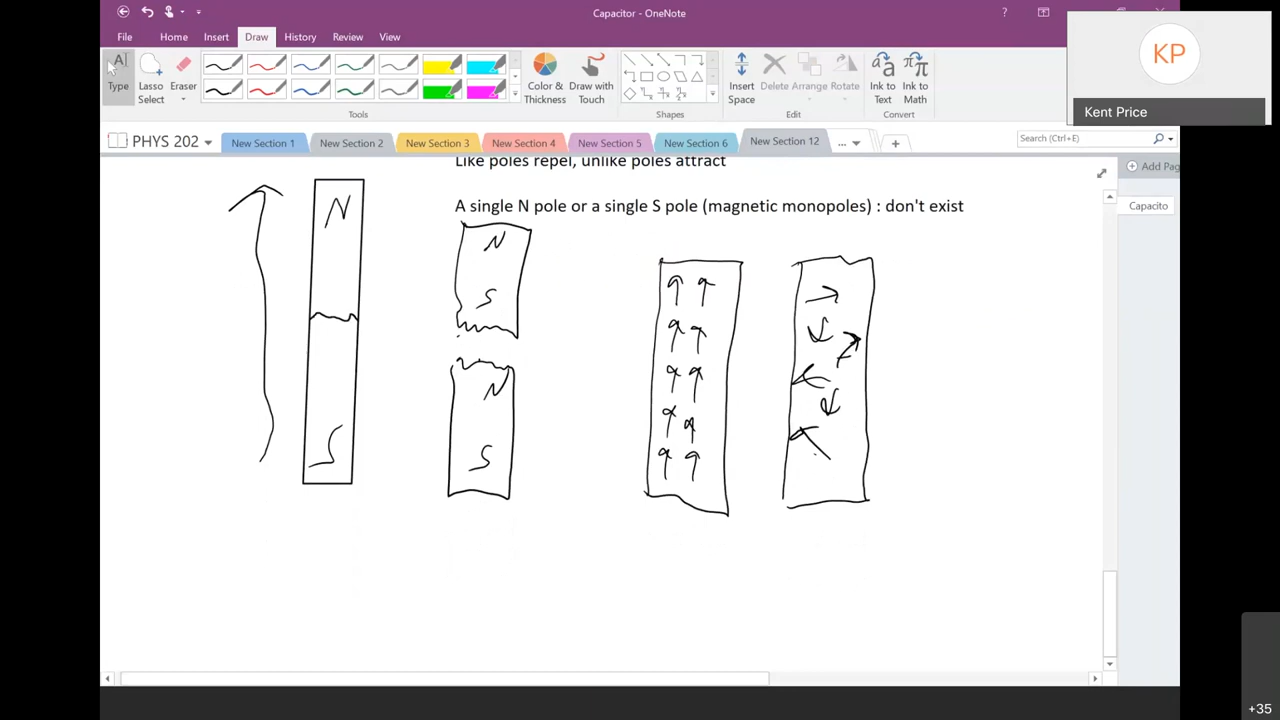 Capacitor - OneNote
?
KP
Kent Price
File
Home
Insert
Draw
History
Review
View
Type
Lasso Select
Eraser
Color & Thickness
Draw with Touch
Insert Space
Delete
Arrange
Rotate
Ink to Text
Ink to Math
Tools
Shapes
Edit
Convert
PHYS 202
New Section 1
New Section 2
New Section 3
New Section 4
New Section 5
New Section 6
New Section 12
...
Search (Ctrl+E)
Add Pag
Capacito
Like poles repel, unlike poles attract
A single N pole or a single S pole (magnetic monopoles) : don't exist
N
S
N
S
N
S
+35